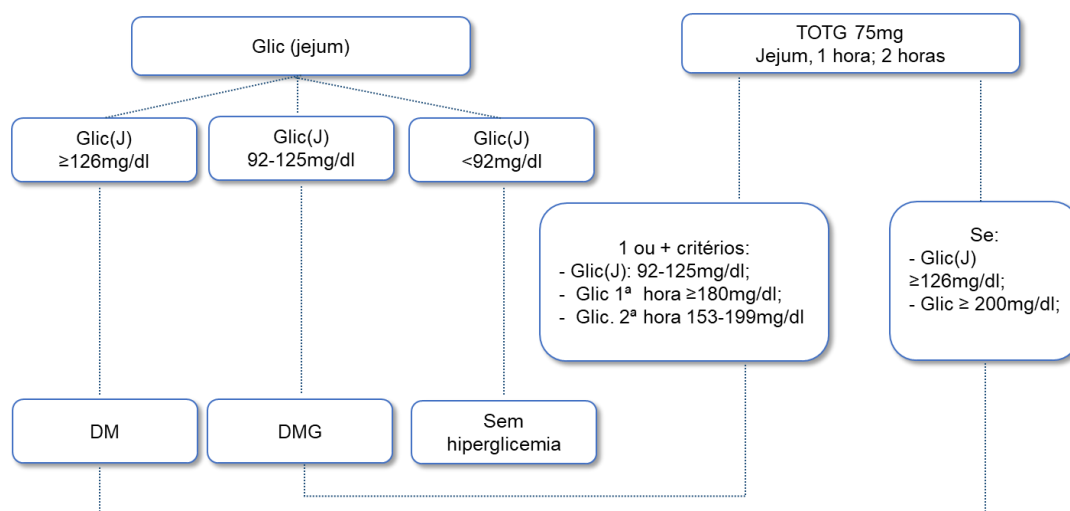 Glic (jejum)
TOTG 75mg
Jejum, 1 hora; 2 horas
Glic(J)
≥126mg/dl
Glic(J)
92-125mg/dl
Glic(J)
<92mg/dl
1 ou + critérios:
- Glic(J): 92-125mg/dl;
- Glic 1ª hora ≥180mg/dl;
- Glic. 2ª hora 153-199mg/dl
Se:
- Glic(J)
≥126mg/dl;
- Glic ≥ 200mg/dl;
DM
DMG
Sem
hiperglicemia